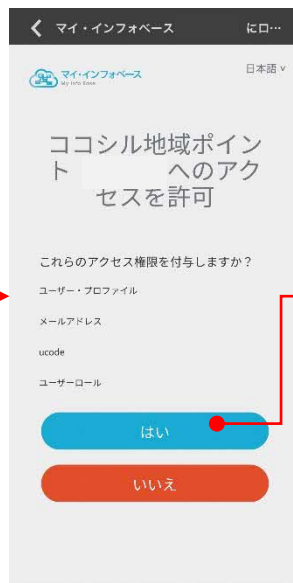 マイ・インフォベース にロ…
マイ・インフォベース
My Info Base
日本語
ココシル地域ポイン
ト へのアク
セスを許可
これらのアクセス権限を付与しますか？
ユーザー・プロファイル
メールアドレス
ucode
ユーザーロール
はい
いいえ